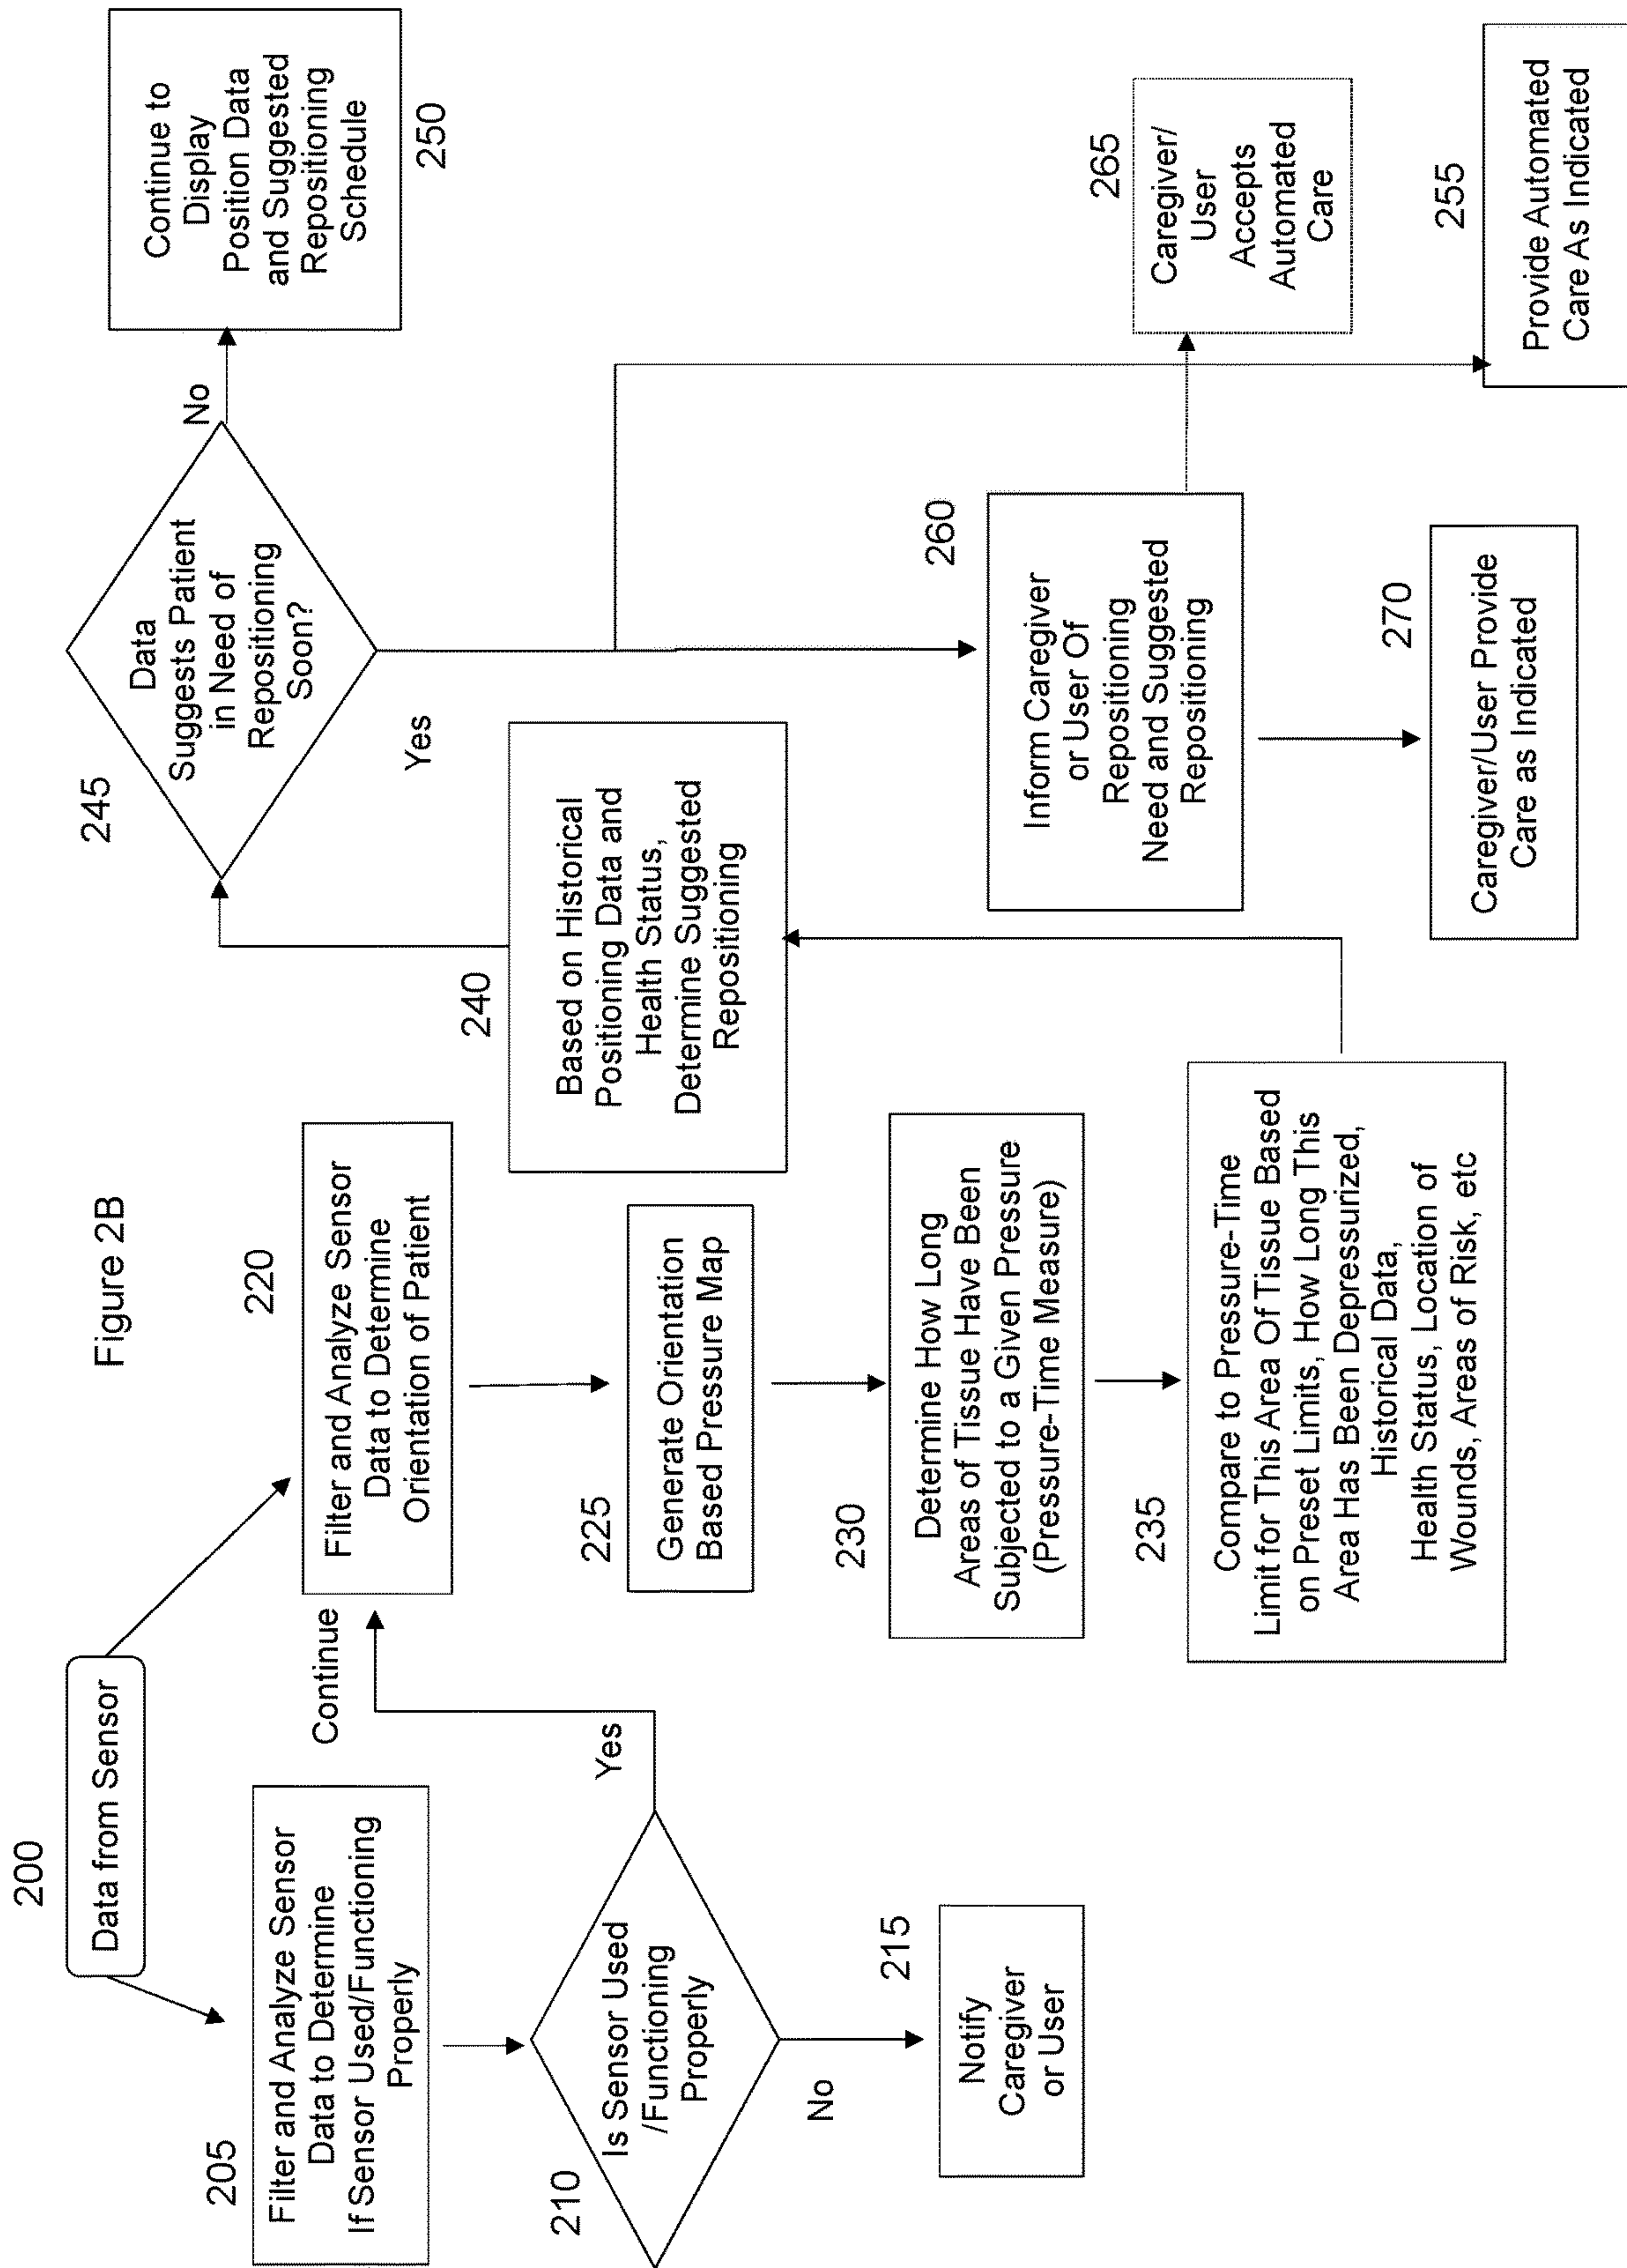 Figure 2B
200
Data from Sensor
205
Filter and Analyze Sensor
Data to Determine
If Sensor Used/Functioning
Properly
210
Is Sensor Used
/Functioning
Properly
Yes
Continue
No
215
Notify
Caregiver
or User
220
Filter and Analyze Sensor
Data to Determine
Orientation of Patient
225
Generate Orientation
Based Pressure Map
230
Determine How Long
Areas of Tissue Have Been
Subjected to a Given Pressure
(Pressure-Time Measure)
235
Compare to Pressure-Time
Limit for This Area Of Tissue Based
on Preset Limits, How Long This
Area Has Been Depressurized,
Historical Data,
Health Status, Location of
Wounds, Areas of Risk, etc
240
Based on Historical
Positioning Data and
Health Status,
Determine Suggested
Repositioning
245
Data
Suggests Patient
in Need of
Repositioning
Soon?
No
Yes
Continue to
Display
Position Data
and Suggested
Repositioning
Schedule
250
260
Inform Caregiver
or User Of
Repositioning
Need and Suggested
Repositioning
265
Caregiver/
User
Accepts
Automated
Care
255
Provide Automated
Care As Indicated
270
Caregiver/User Provide
Care as Indicated